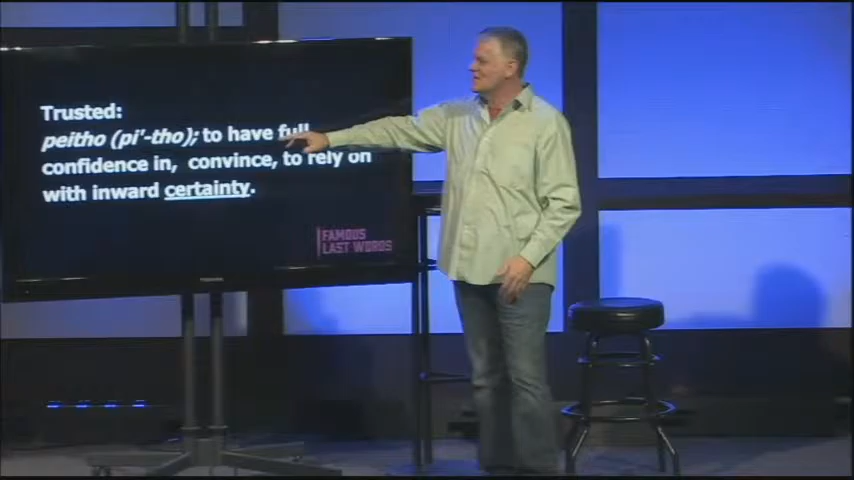 Trusted:
peitho (pi'-tho); to have full
confidence in, convince, to rely on
with inward certainty.
FAMOUS
LAST WORDS